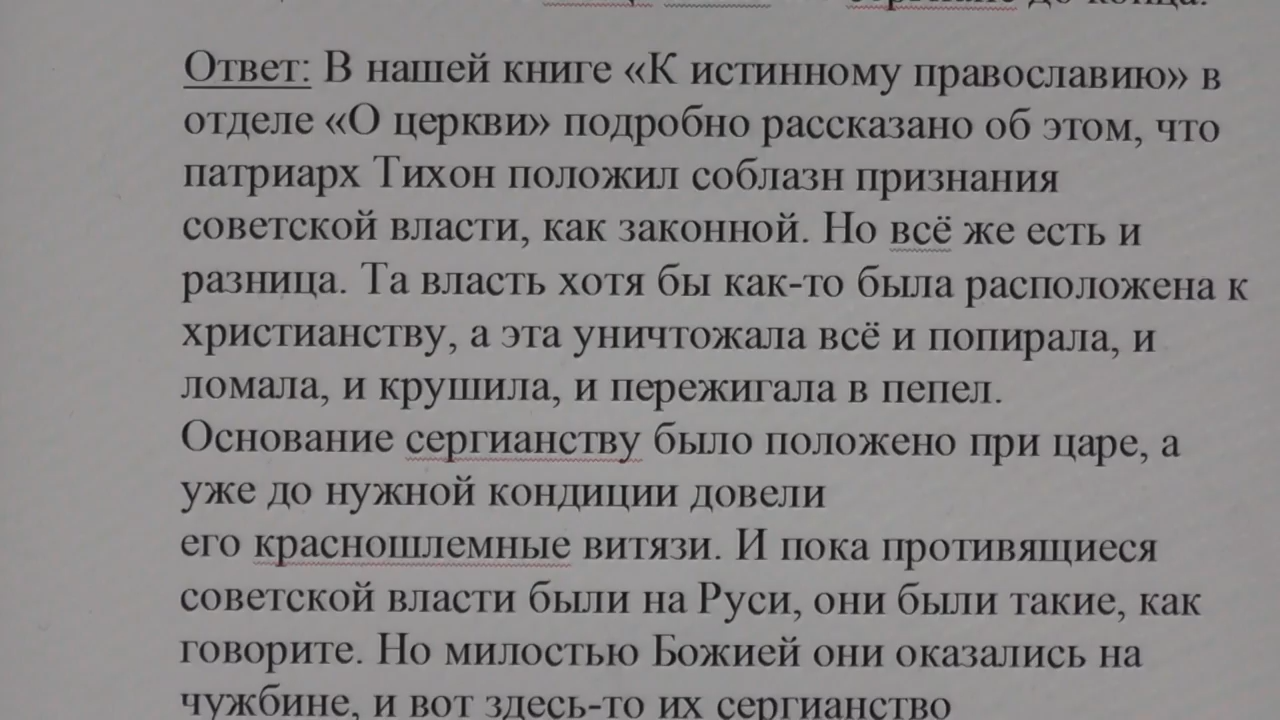 до конца.
Ответ: В нашей книге «К истинному православию» в
отделе «О церкви» подробно рассказано об этом, что
патриарх Тихон положил соблазн признания
советской власти, как законной. Но всё же есть и
разница. Та власть хотя бы как-то была расположена к
христианству, а эта уничтожала всё и попирала, и
ломала, и крушила, и пережигала в пепел.
Основание сергианству было положено при царе, а
уже до нужной кондиции довели
его красношлемные витязи. И пока противящиеся
советской власти были на Руси, они были такие, как
говорите. Но милостью Божией они оказались на
чужбине, и вот здесь-то их сергианство